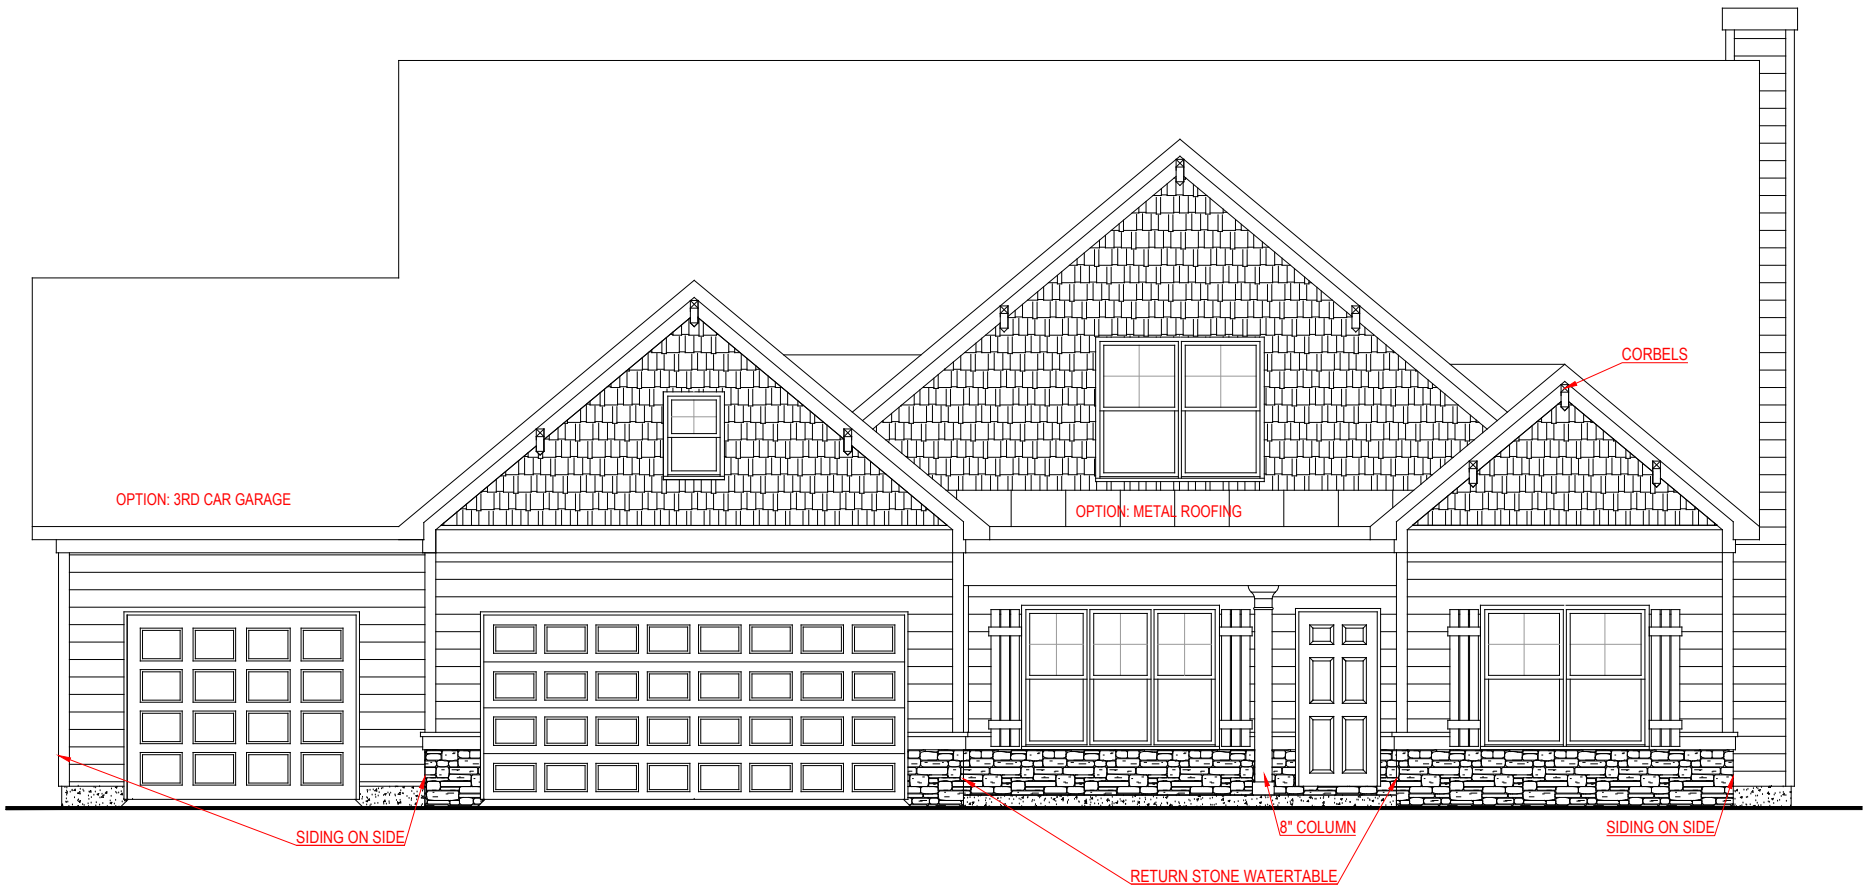 CORBELS
OPTION: 3RD CAR GARAGE
OPTION: METAL ROOFING
SIDING ON SIDE
8" COLUMN
SIDING ON SIDE
RETURN STONE WATERTABLE